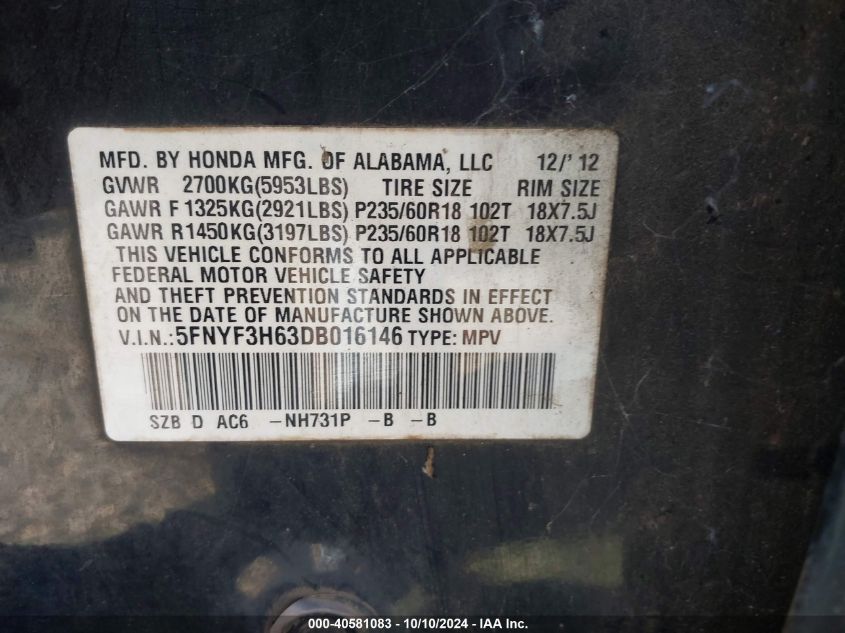 MFD. BY HONDA MFG. OF ALABAMA, LLC 12/'12
GVWR 2700KG(5953LBS) TIRE SIZE RIM SIZE
GAWR F 1325KG(2921LBS) P235/60R18 102T 18X7.5J
GAWR R1450KG(3197LBS) P235/60R18 102T 18X7.5J
THIS VEHICLE CONFORMS TO ALL APPLICABLE
FEDERAL MOTOR VEHICLE SAFETY
AND THEFT PREVENTION STANDARDS IN EFFECT
ON THE DATE OF MANUFACTURE SHOWN ABOVE.
V.I.N.:5FNYF3H63DB016146 TYPE: MPV
SZB D AC6 -NH731P -B -B
000-40581083 - 10/10/2024 - IAA Inc.